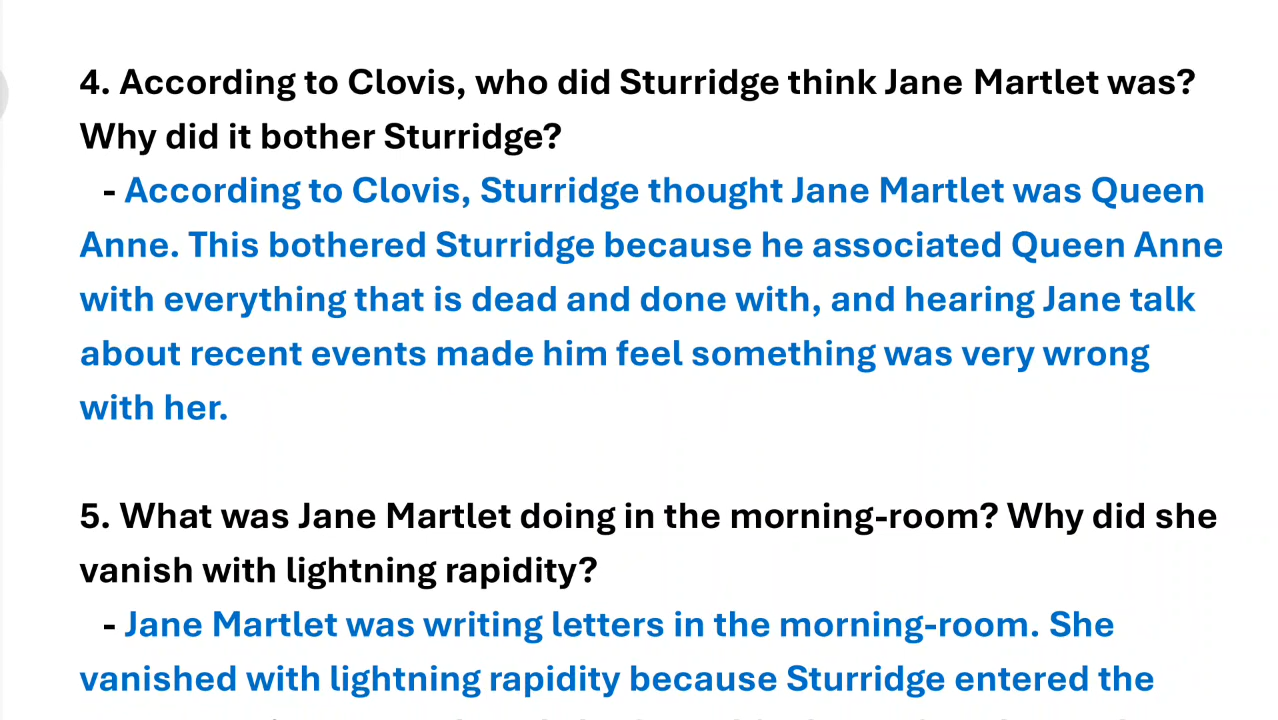 4. According to Clovis, who did Sturridge think Jane Martlet was?
Why did it bother Sturridge?
- According to Clovis, Sturridge thought Jane Martlet was Queen
Anne. This bothered Sturridge because he associated Queen Anne
with everything that is dead and done with, and hearing Jane talk
about recent events made him feel something was very wrong
with her.
5. What was Jane Martlet doing in the morning-room? Why did she
vanish with lightning rapidity?
- Jane Martlet was writing letters in the morning-room. She
vanished with lightning rapidity because Sturridge entered the